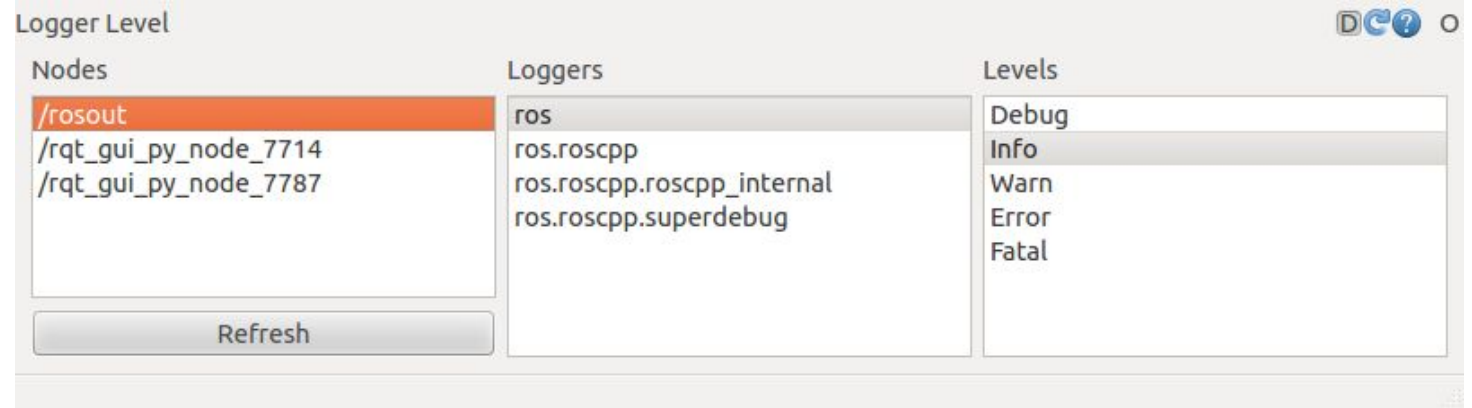 Logger Level
D ? O
Nodes
/rosout
/rqt_gui_py_node_7714
/rqt_gui_py_node_7787
Refresh
Loggers
ros
ros.roscpp
ros.roscpp.roscpp_internal
ros.roscpp.superdebug
Levels
Debug
Info
Warn
Error
Fatal